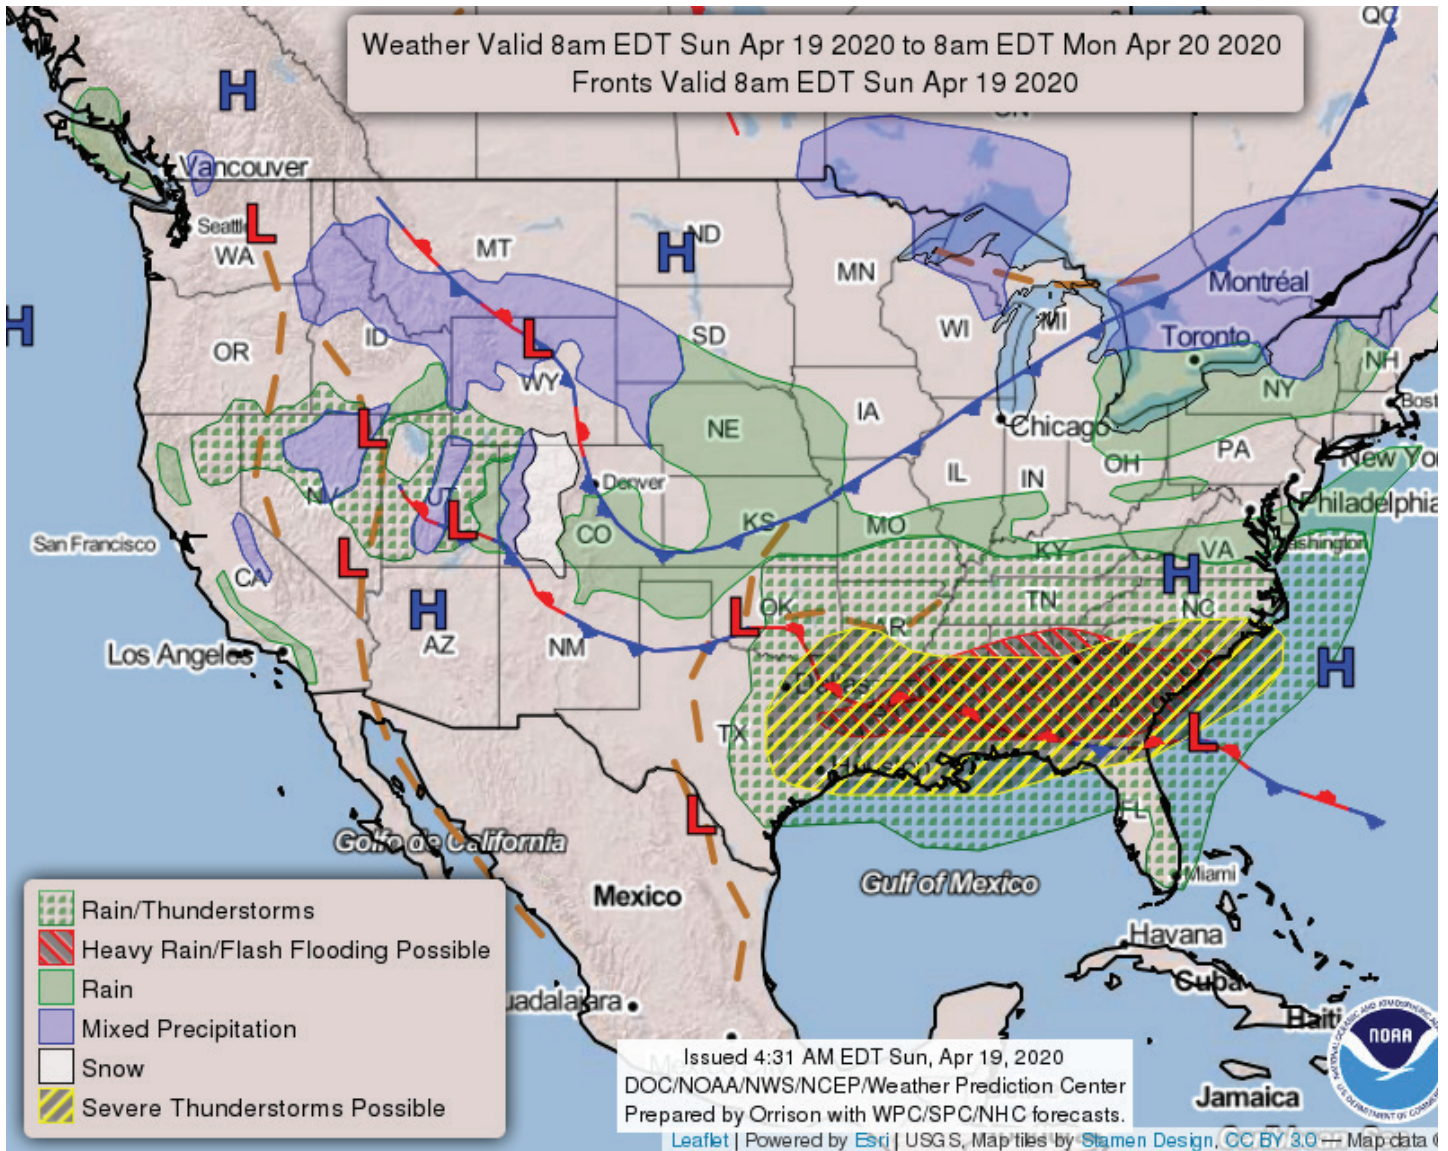 Weather Valid 8am EDT Sun Apr 19 2020 to 8am EDT Mon Apr 20 2020
Fronts Valid 8am EDT Sun Apr 19 2020
QC
H
Vancouver
Seattle
L
WA
MT
H
ND
MN
Montréal
H
OR
ID
L
WY
SD
WI
MI
Toronto
NH
NY
Bost
L
NE
IA
Chicago
PA
New Yo
OH
IL
IN
NV
UT
Denver
Philadelphia
L
CO
KS
MO
San Francisco
KY
VA
ashington
CA
L
H
AZ
NM
L
OK
AR
TN
H
NC
Los Angeles
H
Dallas
TX
L
Houston
L
FL
Golfo de California
Miami
Gulf of Mexico
Mexico
Havana
Cuba
uadalajara
Haiti
NOAA
Jamaica
Rain/Thunderstorms
Heavy Rain/Flash Flooding Possible
Rain
Mixed Precipitation
Snow
Severe Thunderstorms Possible
Issued 4:31 AM EDT Sun, Apr 19, 2020
DOC/NOAA/NWS/NCEP/Weather Prediction Center
Prepared by Orrison with WPC/SPC/NHC forecasts.
Leaflet | Powered by Esri | USGS, Map tiles by Stamen Design, CC BY 3.0 — Map data ©